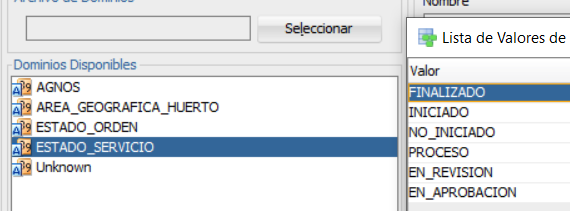 Archivo de Dominios
Seleccionar
Dominios Disponibles
AGNOS
AREA_GEOGRAFICA_HUERTO
ESTADO_ORDEN
ESTADO_SERVICIO
Unknown
Nombre
Lista de Valores de
Valor
FINALIZADO
INICIADO
NO_INICIADO
PROCESO
EN_REVISION
EN_APROBACION